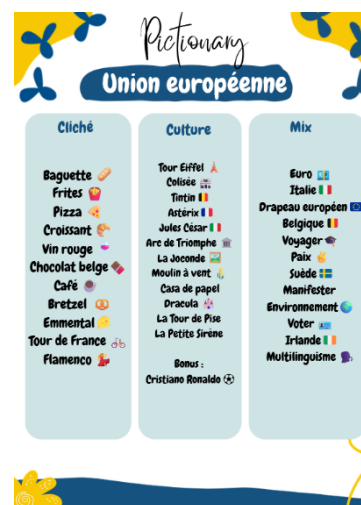 Pictionary
Union européenne
Cliché
Baguette 🥖
Frites 🍟
Pizza 🍕
Croissant 🥐
Vin rouge 🍷
Chocolat belge 🍫
Café ☕
Bretzel 🥨
Emmental 🧀
Tour de France 🚲
Flamenco 💃
Culture
Tour Eiffel 🗼
Colisée 🏛️
Tintin 🇧🇪
Astérix 🇫🇷
Jules César 🇮🇹
Arc de Triomphe 🏛️
La Joconde 🖼️
Moulin à vent
Casa de papel
Dracula 🧛
La Tour de Pise
La Petite Sirène
Bonus :
Cristiano Ronaldo ⚽
Mix
Euro 💶
Italie 🇮🇹
Drapeau européen 🇪🇺
Belgique 🇧🇪
Voyager 🎓
Paix ✌️
Suède 🇸🇪
Manifester
Environnement 🌍
Voter 🪪
Irlande 🇮🇪
Multilinguisme 🗣️